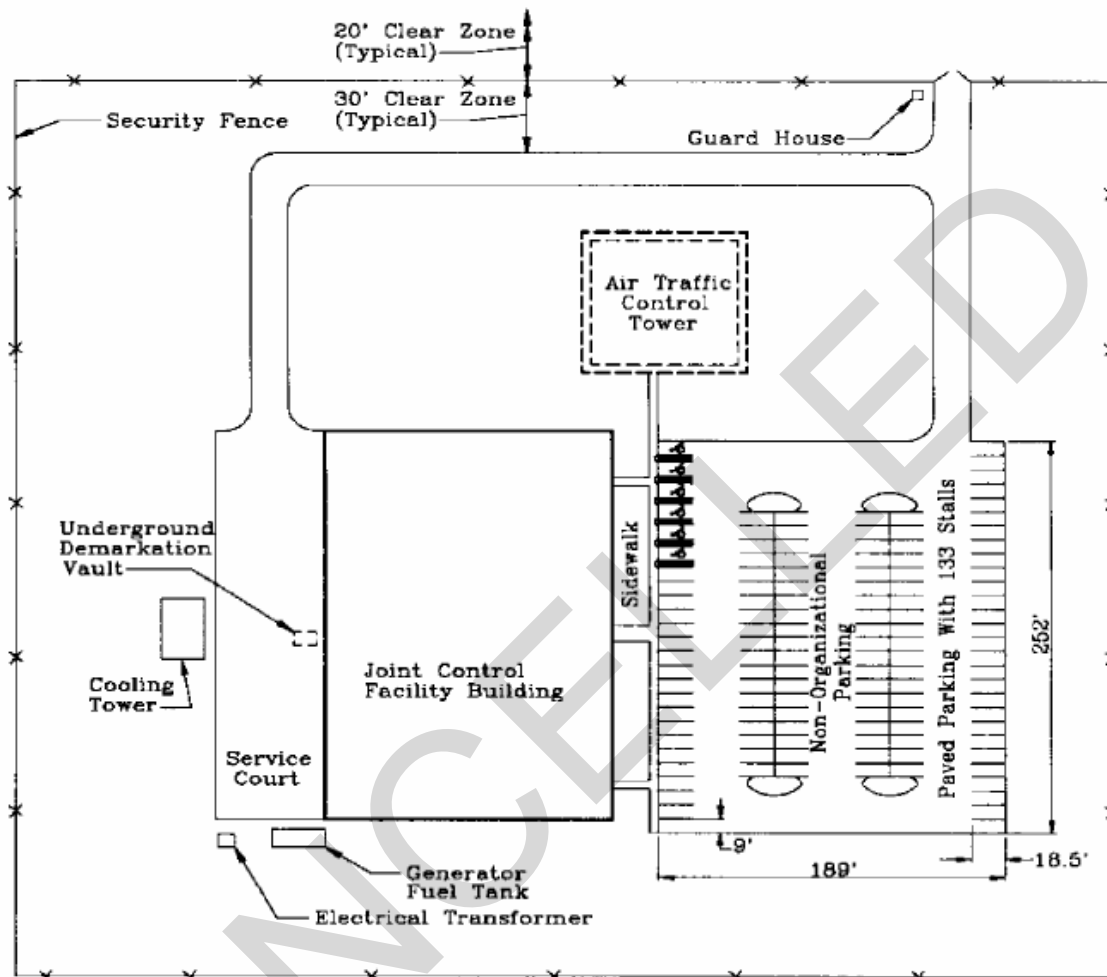 20' Clear Zone
(Typical)
30' Clear Zone
(Typical)
Security Fence
Guard House
Air Traffic
Control
Tower
Underground
Demarkation
Vault
Sidewalk
Non-Organizational
Parking
Paved Parking With 133 Stalls
252'
Joint Control
Facility Building
Cooling
Tower
Service
Court
9'
18.5'
189'
Generator
Fuel Tank
Electrical Transformer
NCELLED